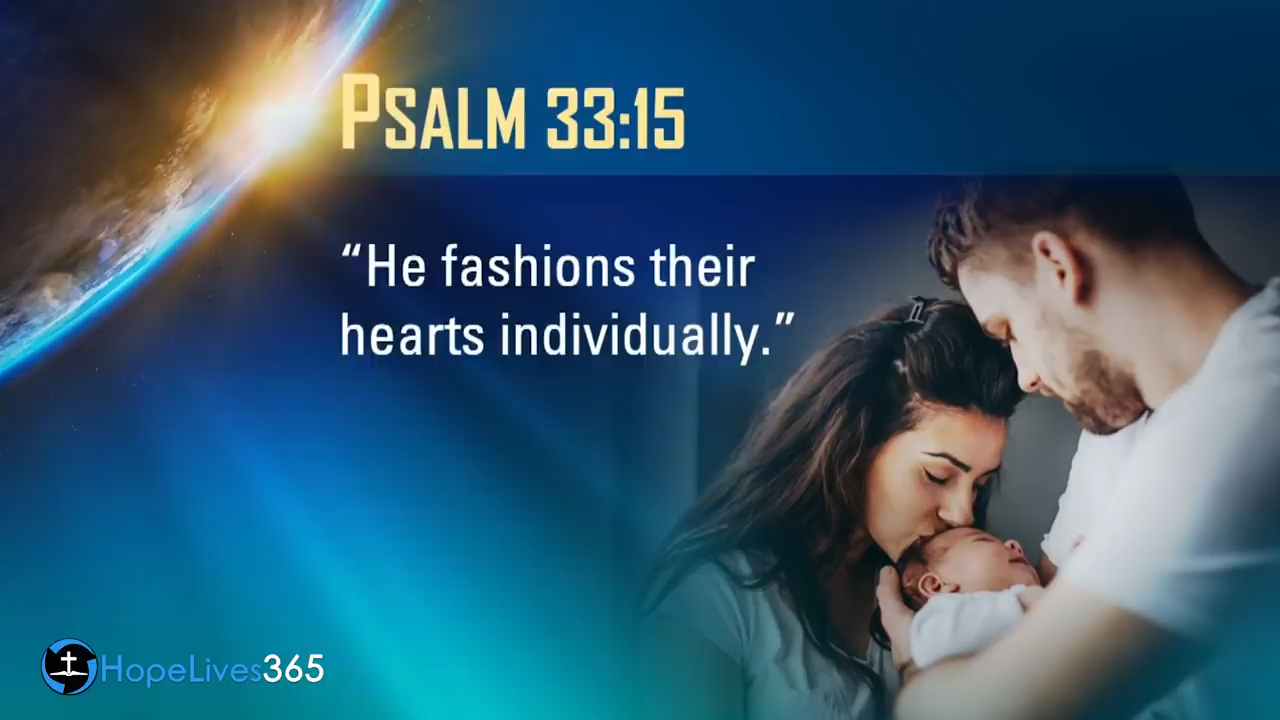 PSALM 33:15
“He fashions their
hearts individually.”
HopeLives365